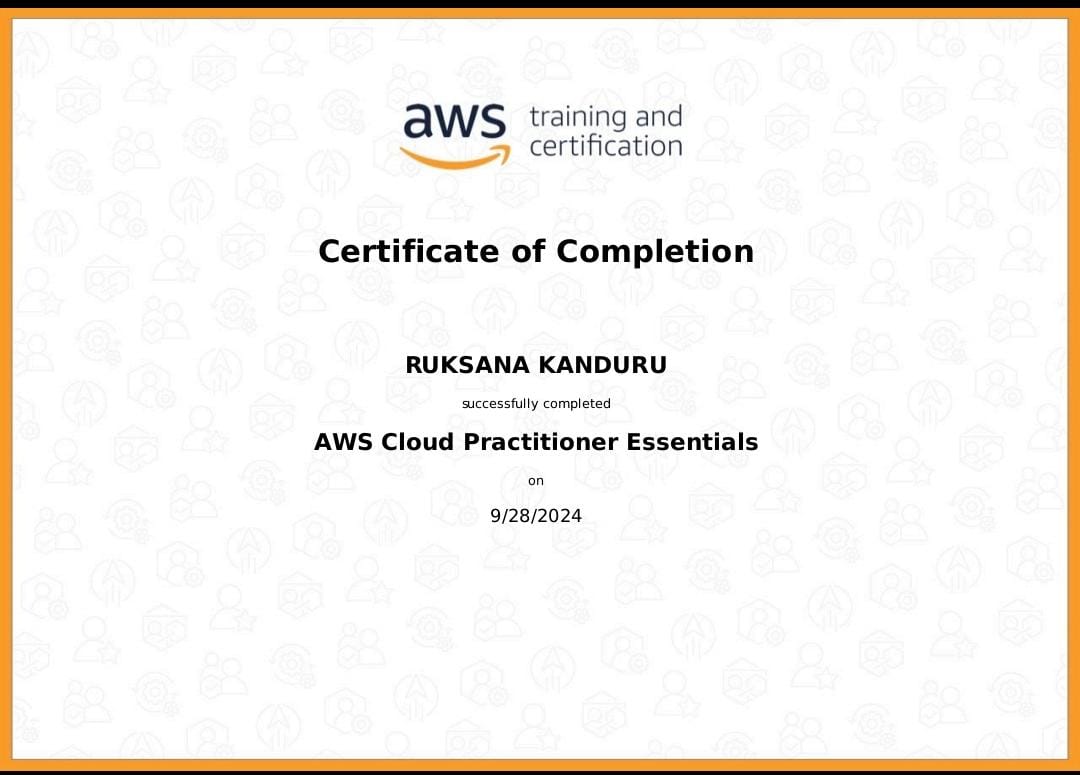 aws training and
certification
Certificate of Completion
RUKSANA KANDURU
successfully completed
AWS Cloud Practitioner Essentials
on
9/28/2024